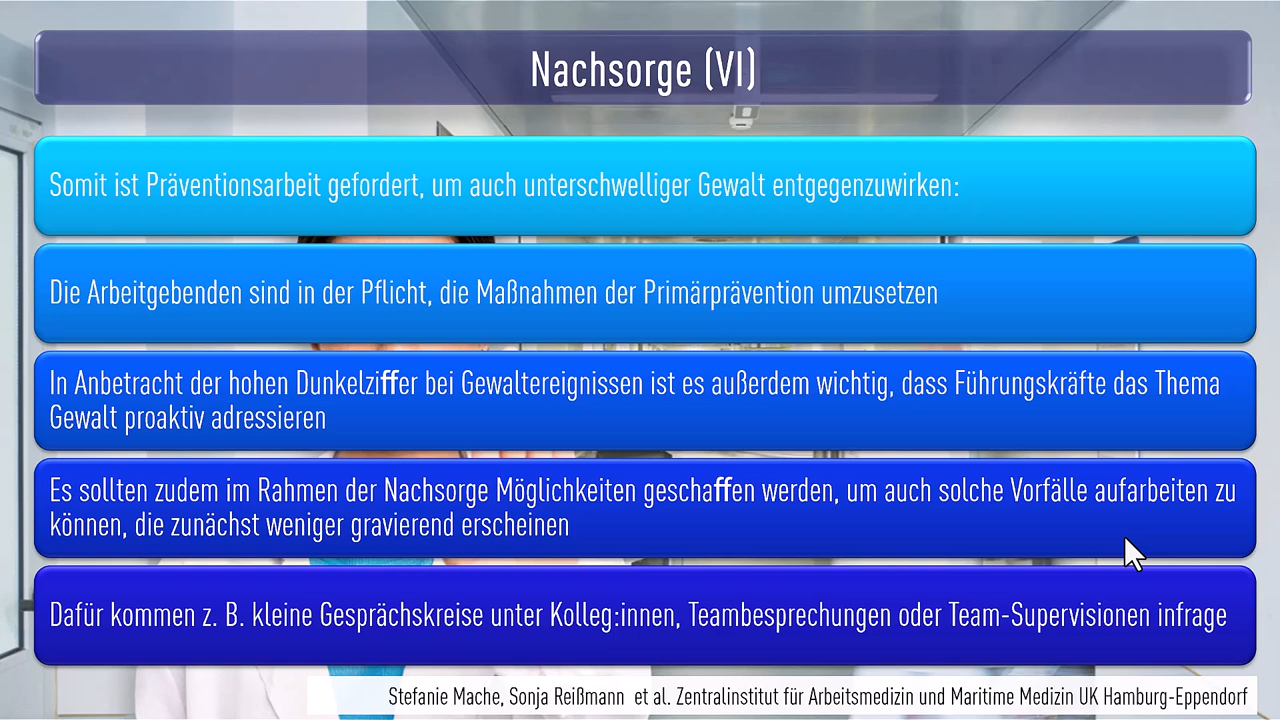 Nachsorge (VI)
Somit ist Präventionsarbeit gefordert, um auch unterschwelliger Gewalt entgegenzuwirken:
Die Arbeitgebenden sind in der Pflicht, die Maßnahmen der Primärprävention umzusetzen
In Anbetracht der hohen Dunkelziffer bei Gewaltereignissen ist es außerdem wichtig, dass Führungskräfte das Thema
Gewalt proaktiv adressieren
Es sollten zudem im Rahmen der Nachsorge Möglichkeiten geschaffen werden, um auch solche Vorfälle aufarbeiten zu
können, die zunächst weniger gravierend erscheinen
Dafür kommen z. B. kleine Gesprächskreise unter Kolleg:innen, Teambesprechungen oder Team-Supervisionen infrage
Stefanie Mache, Sonja Reißmann et al. Zentralinstitut für Arbeitsmedizin und Maritime Medizin UK Hamburg-Eppendorf